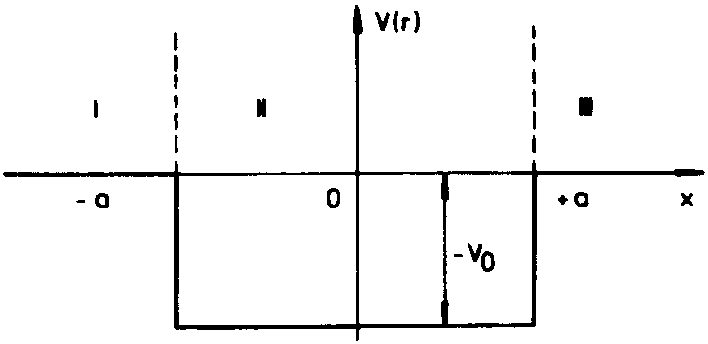 V(r)
I II III
- a 0 + a x
- V₀